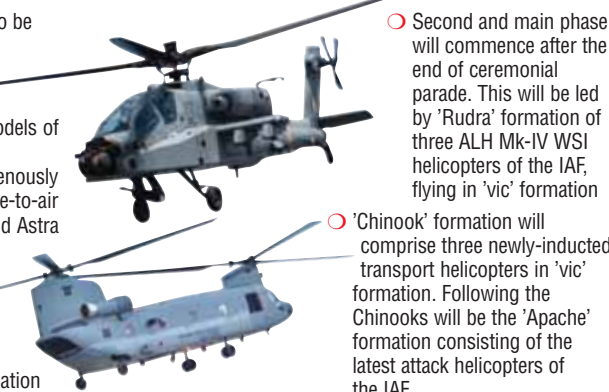 o be
odels of
enously
e-to-air
d Astra
ation
Second and main phase
will commence after the
end of ceremonial
parade. This will be led
by ’Rudra’ formation of
three ALH Mk-IV WSI
helicopters of the IAF,
flying in ’vic’ formation
’Chinook’ formation will
comprise three newly-inducted
transport helicopters in ’vic’
formation. Following the
Chinooks will be the ’Apache’
formation consisting of the
latest attack helicopters of
the IAF